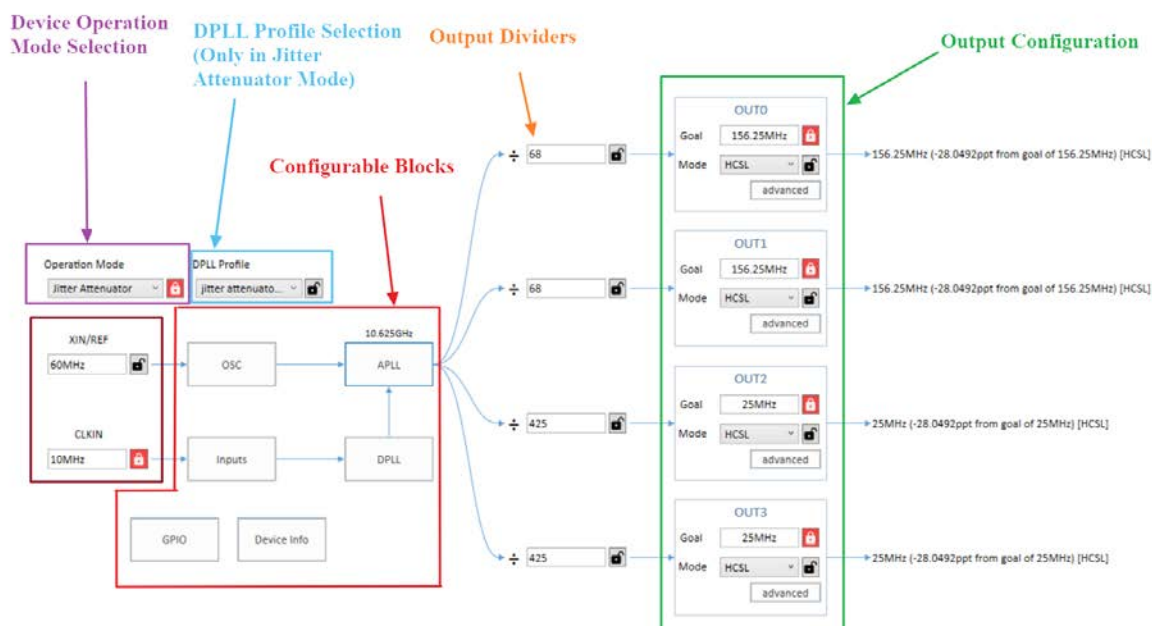 Device Operation
Mode Selection
DPLL Profile Selection
(Only in Jitter
Attenuator Mode)
Output Dividers
Output Configuration
Configurable Blocks
Operation Mode
Jitter Attenuator
DPLL Profile
jitter attenuato...
XIN/REF
60MHz
CLKIN
10MHz
OSC
10.625GHz
APLL
Inputs
DPLL
GPIO
Device Info
÷ 68
÷ 68
÷ 425
÷ 425
OUT0
Goal 156.25MHz
Mode HCSL
advanced
156.25MHz (-28.0492ppt from goal of 156.25MHz) [HCSL]
OUT1
Goal 156.25MHz
Mode HCSL
advanced
156.25MHz (-28.0492ppt from goal of 156.25MHz) [HCSL]
OUT2
Goal 25MHz
Mode HCSL
advanced
25MHz (-28.0492ppt from goal of 25MHz) [HCSL]
OUT3
Goal 25MHz
Mode HCSL
advanced
25MHz (-28.0492ppt from goal of 25MHz) [HCSL]